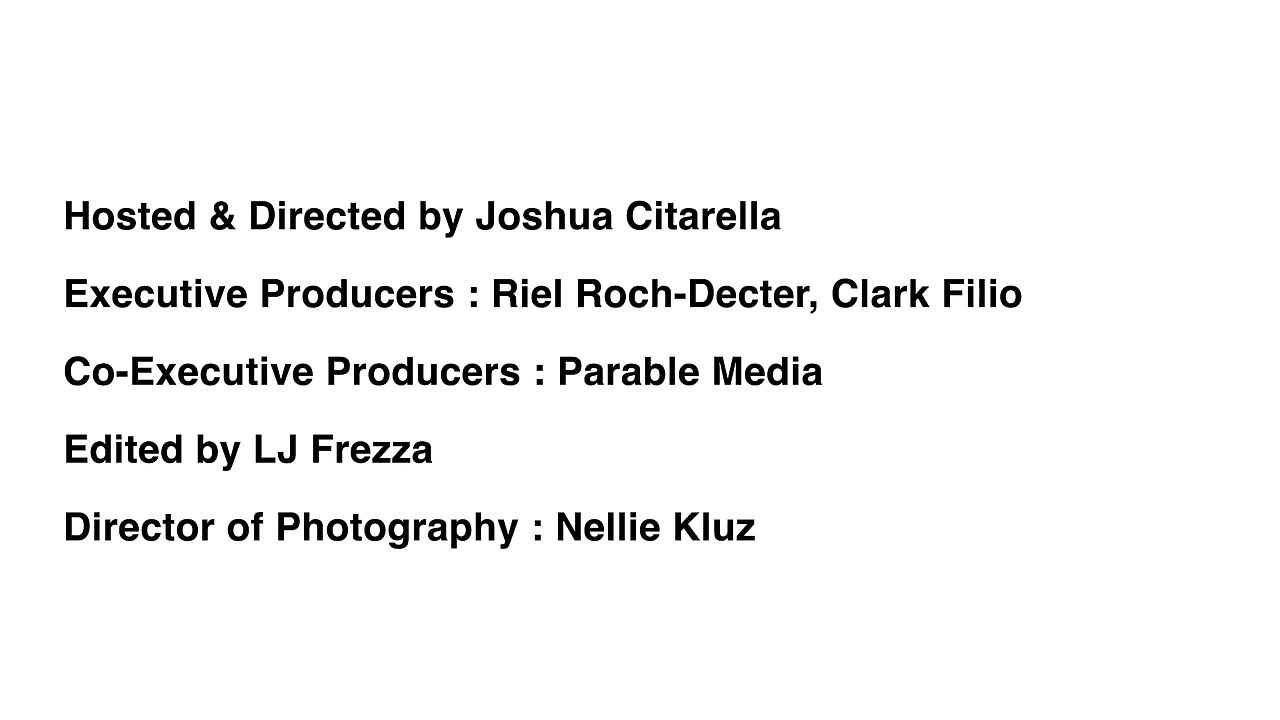 Hosted & Directed by Joshua Citarella
Executive Producers : Riel Roch-Decter, Clark Filio
Co-Executive Producers : Parable Media
Edited by LJ Frezza
Director of Photography : Nellie Kluz